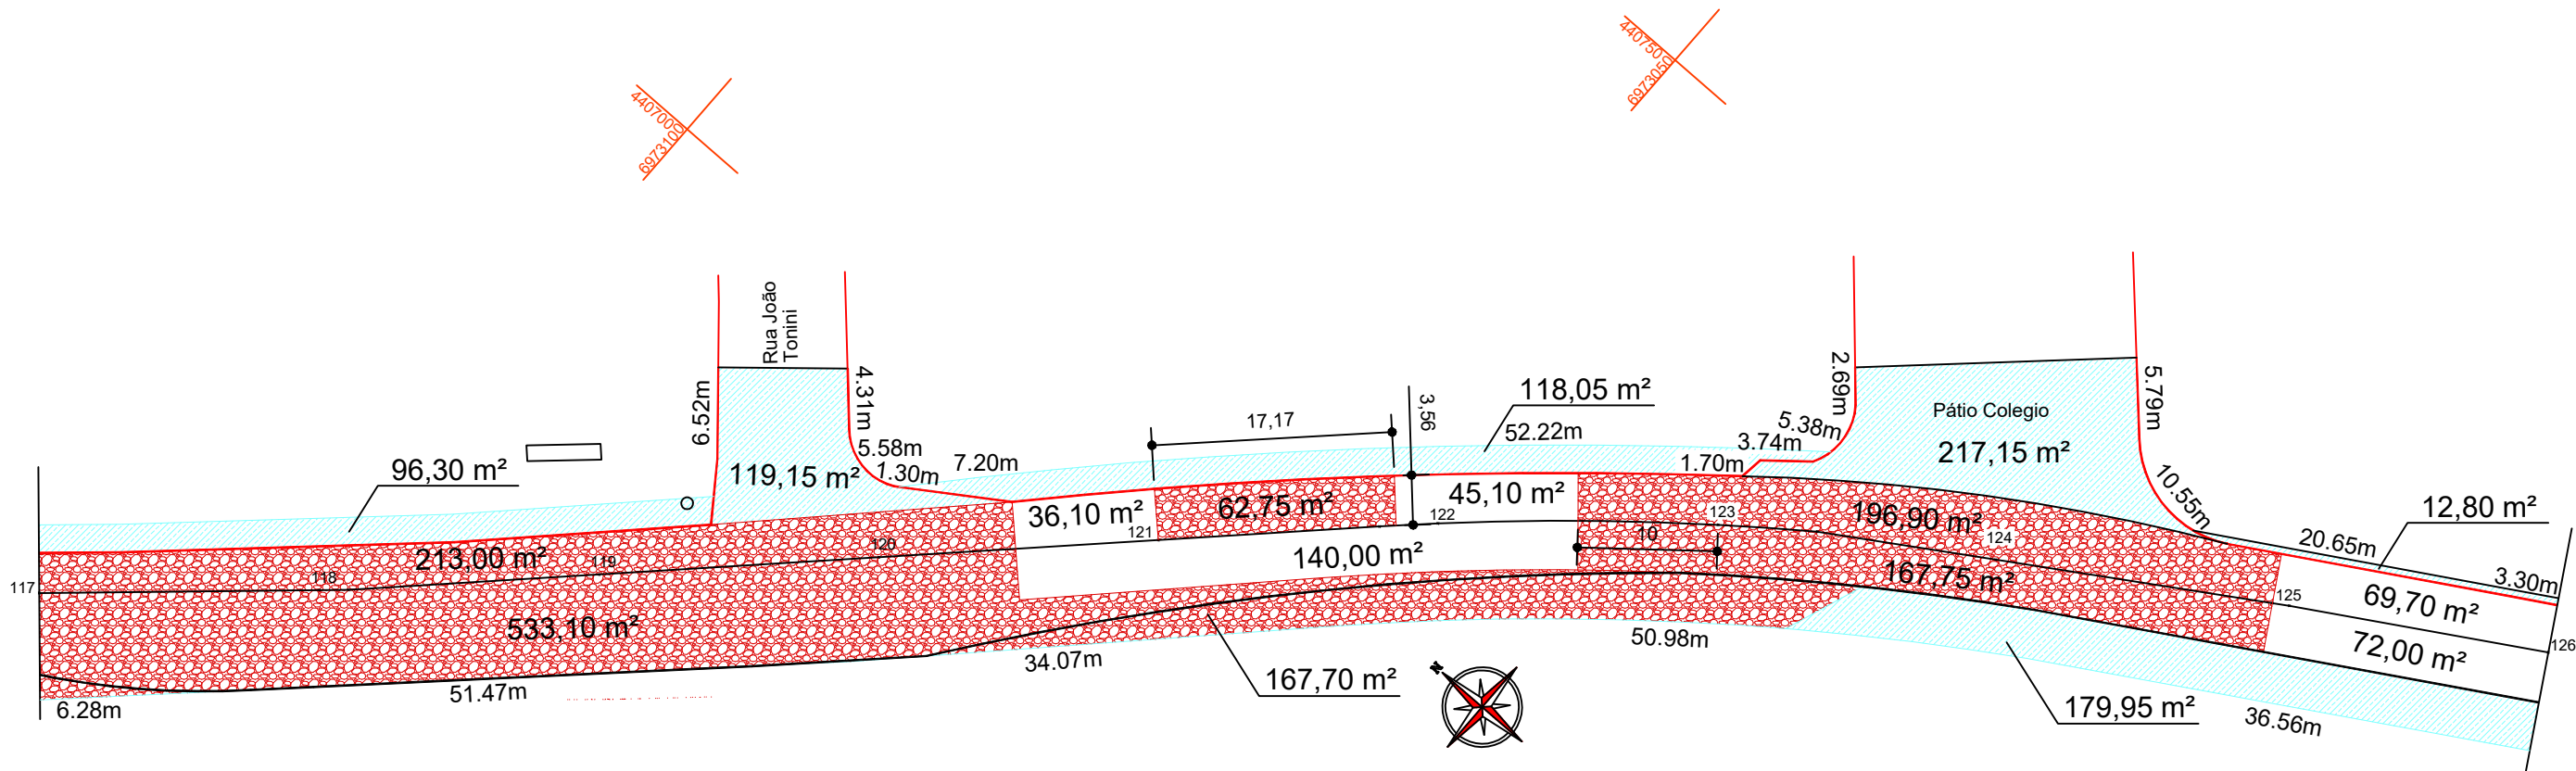 440750
6973050
440700
6973100
Rua João
Tonini
6.52m
4.31m
5.58m
1.30m
7.20m
17,17
3,56
118,05 m²
52.22m
1.70m
3.74m
5.38m
2.69m
Pátio Colegio
217,15 m²
5.79m
10.55m
12,80 m²
20.65m
3.30m
96,30 m²
119,15 m²
36,10 m²
62,75 m²
45,10 m²
196,90 m²
69,70 m²
213,00 m²
140,00 m²
10
167,75 m²
72,00 m²
117
118
119
120
121
122
123
124
125
126
533,10 m²
6.28m
51.47m
34.07m
167,70 m²
50.98m
179,95 m²
36.56m
N